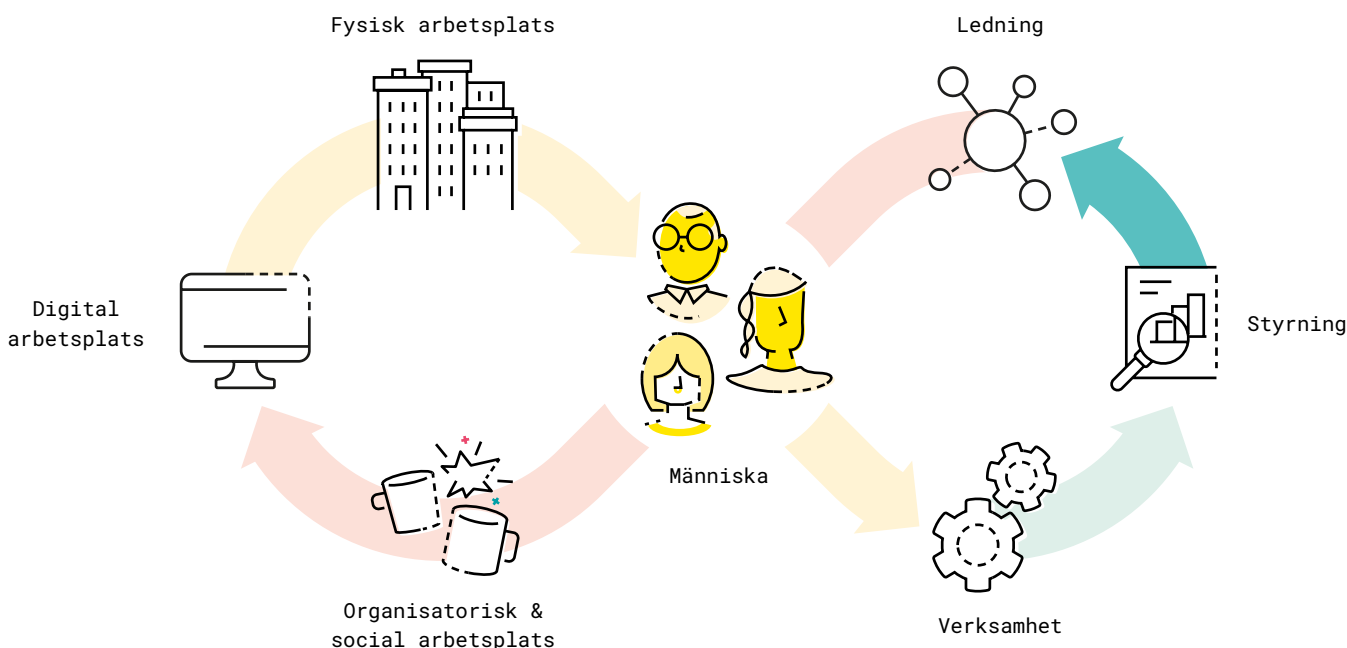 Fysisk arbetsplats
Ledning
Digital
arbetsplats
Styrning
Människa
Organisatorisk &
social arbetsplats
Verksamhet